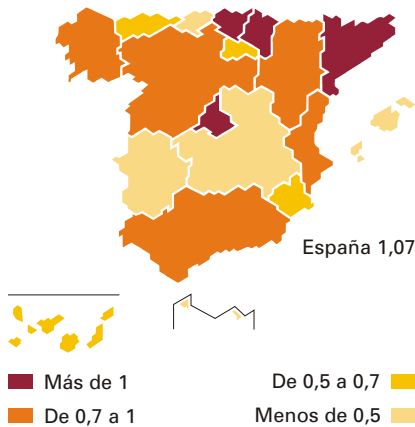 España 1,07
Más de 1
De 0,7 a 1
De 0,5 a 0,7
Menos de 0,5